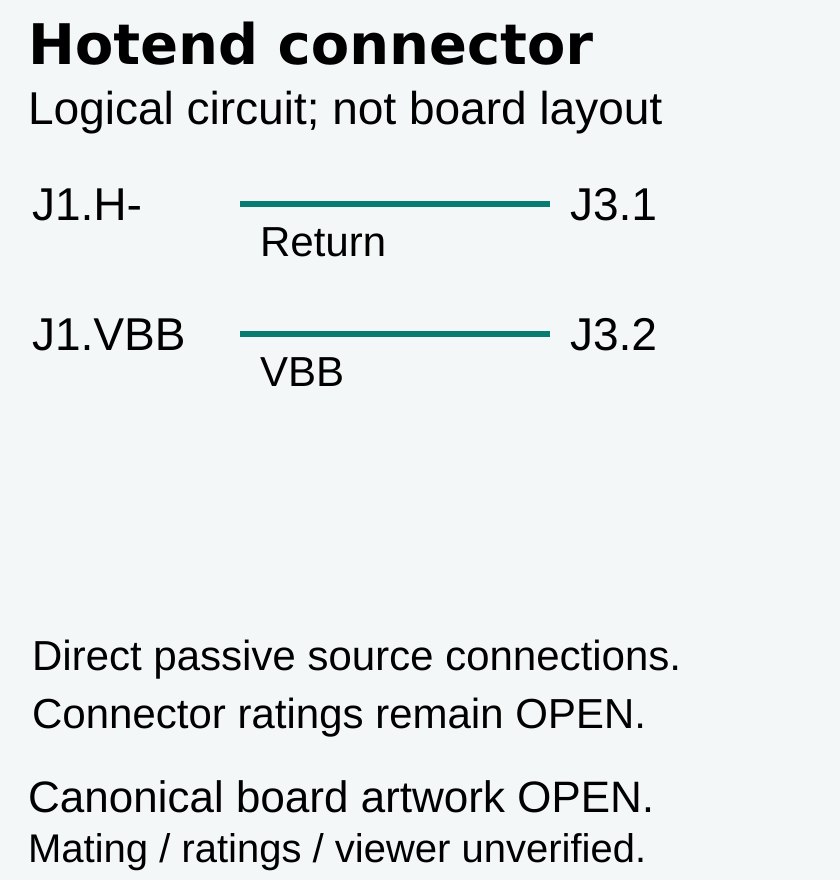 Hotend connector
Logical circuit; not board layout
J1.H- J3.1
Return
J1.VBB J3.2
VBB
Direct passive source connections.
Connector ratings remain OPEN.
Canonical board artwork OPEN.
Mating / ratings / viewer unverified.